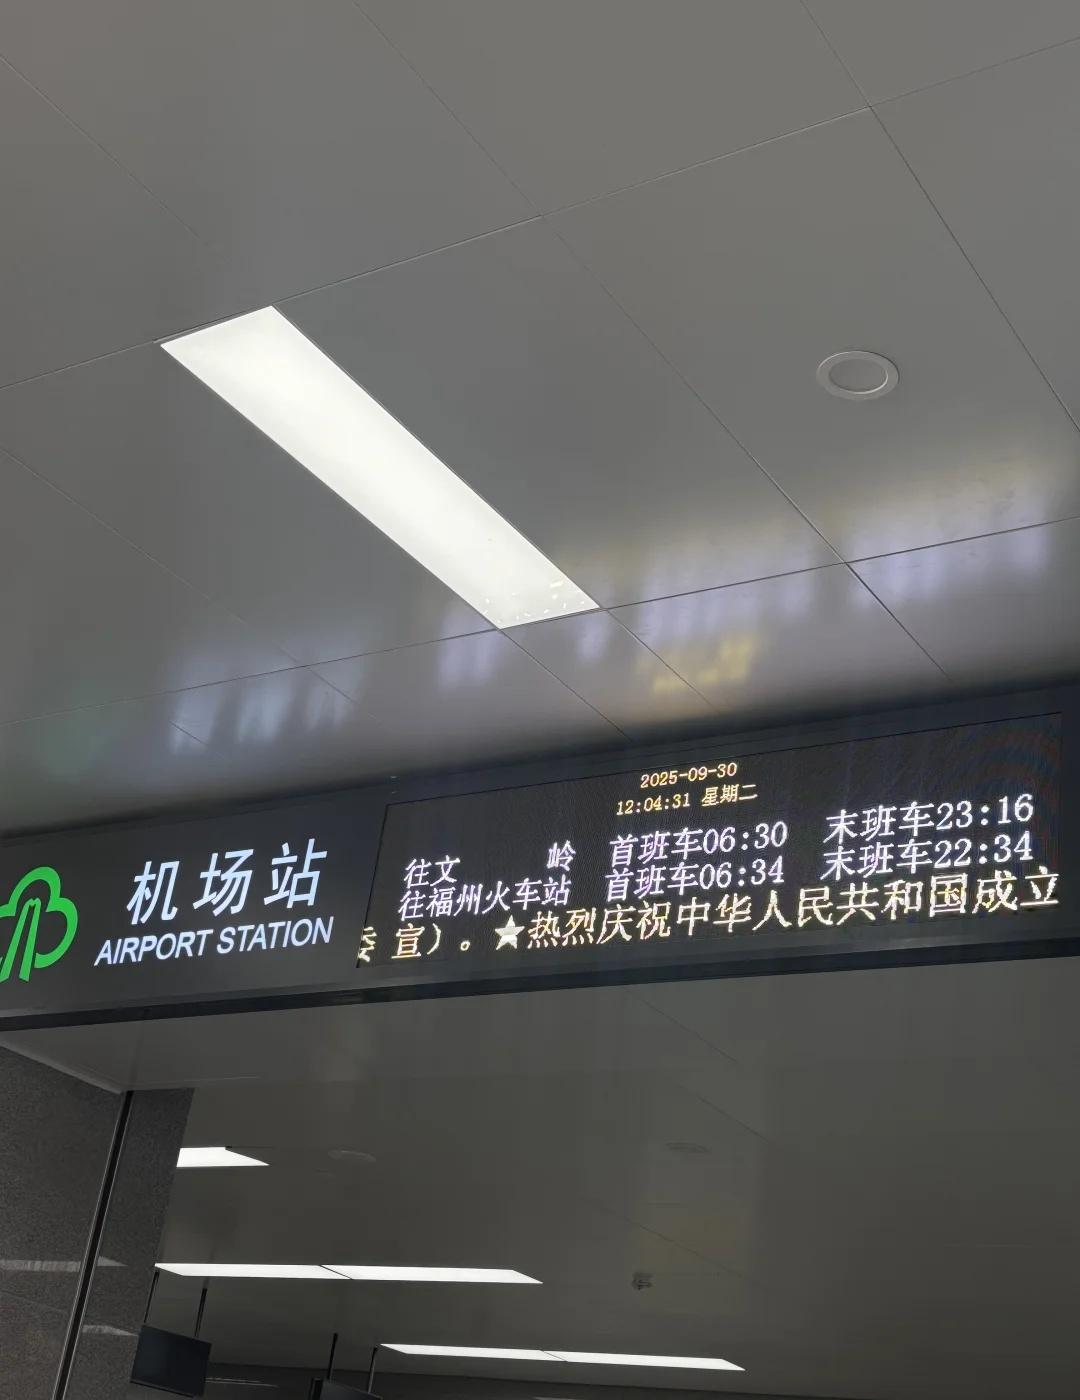 机场站
AIRPORT STATION
2025-09-30
12:04:31 星期二
往文 岭 首班车06:30 末班车23:16
往福州火车站 首班车06:34 末班车22:34
宣）。★热烈庆祝中华人民共和国成立